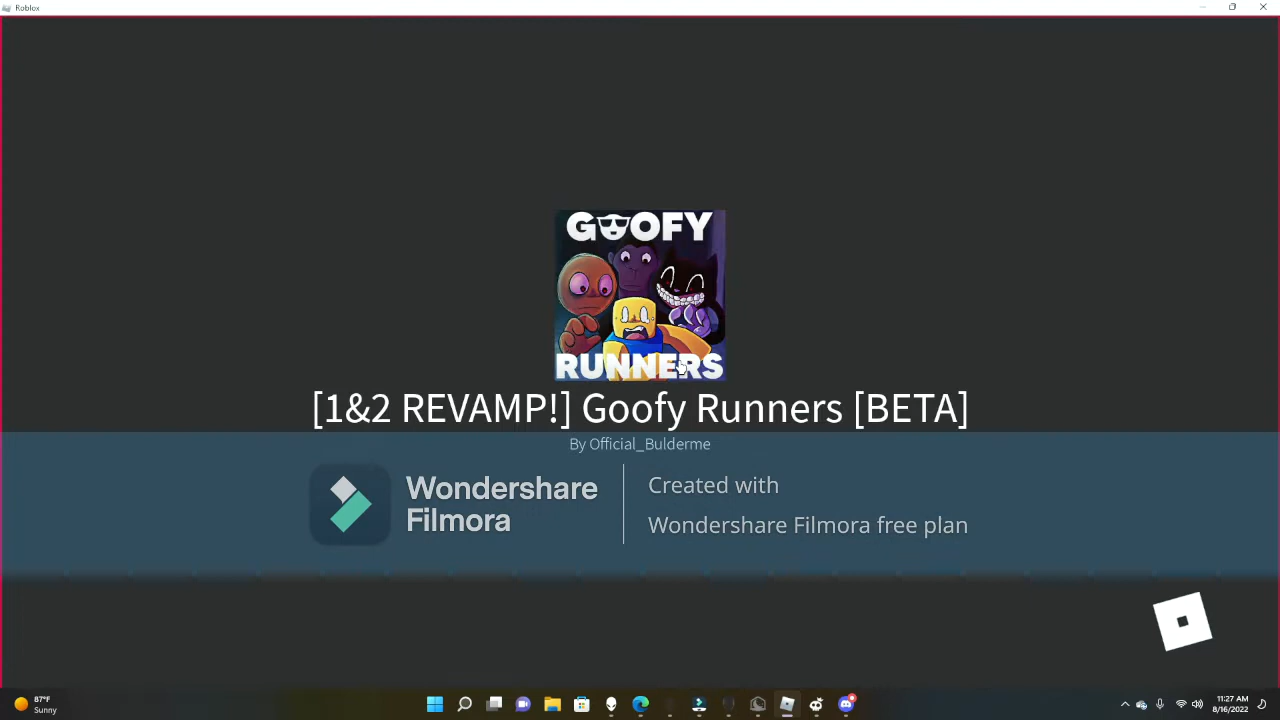 Roblox
GOOFY
RUNNERS
[1&2 REVAMP!] Goofy Runners [BETA]
By Official_Bulderme
Wondershare
Filmora
Created with
Wondershare Filmora free plan
87°F
Sunny
11:27 AM
8/16/2022